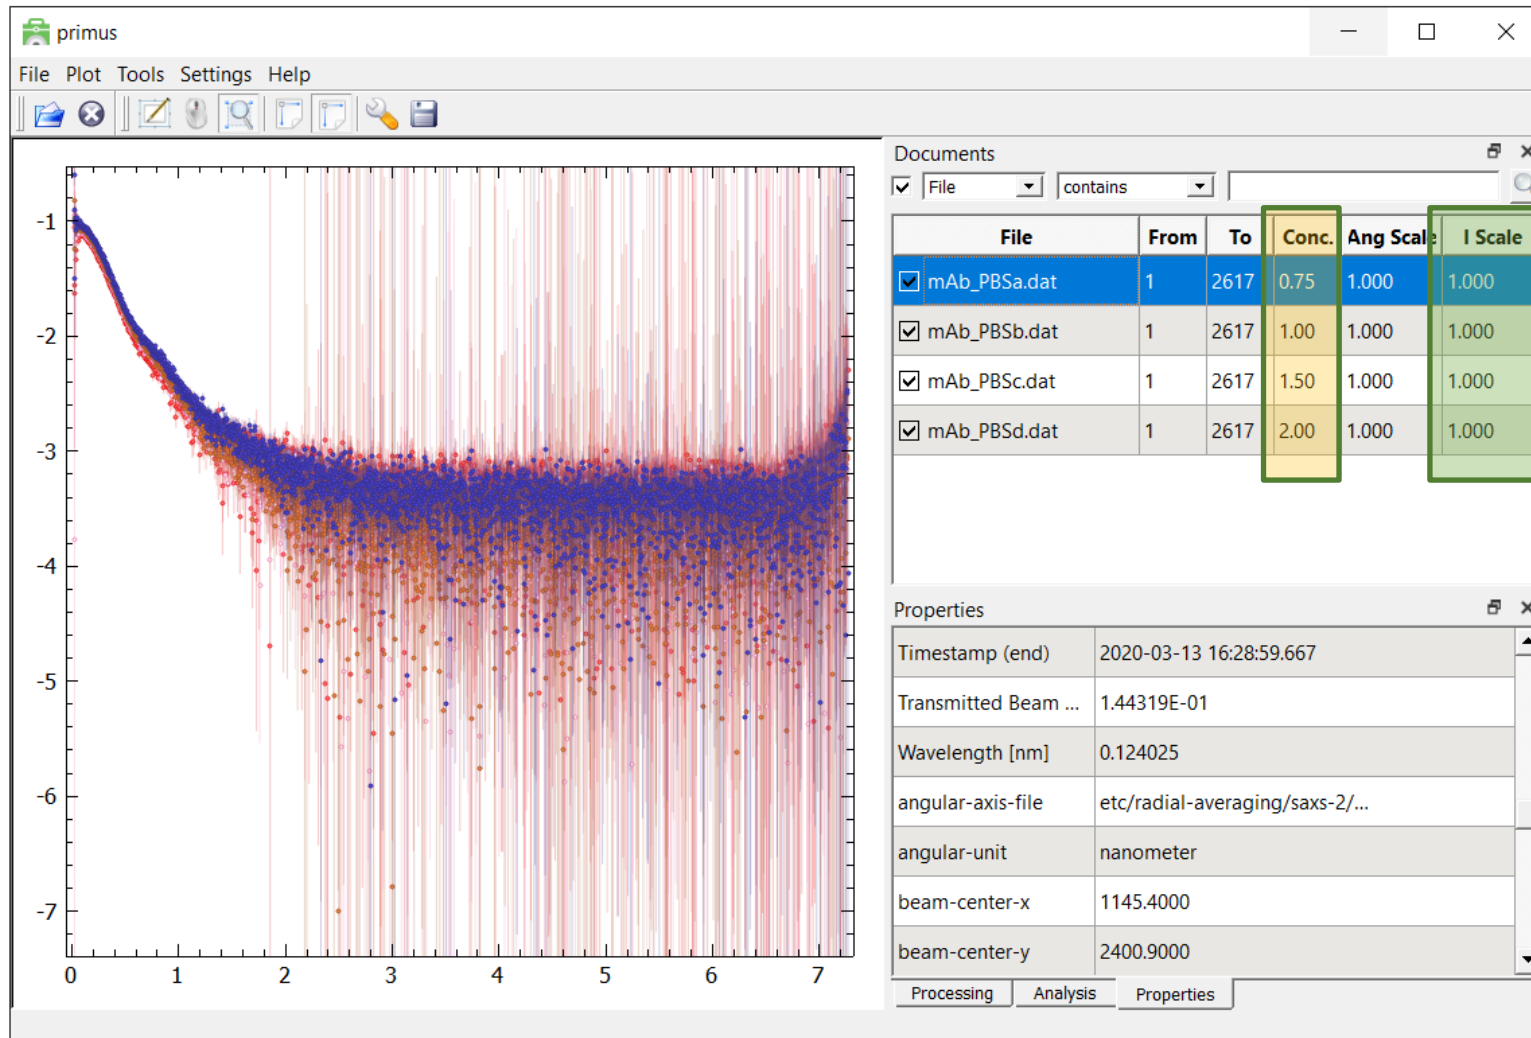 primus
File Plot Tools Settings Help
Documents
File contains
File From To Conc. Ang Scale I Scale
mAb_PBSa.dat 1 2617 0.75 1.000 1.000
mAb_PBSb.dat 1 2617 1.00 1.000 1.000
mAb_PBSc.dat 1 2617 1.50 1.000 1.000
mAb_PBSd.dat 1 2617 2.00 1.000 1.000
-1
-2
-3
-4
-5
-6
-7
0 1 2 3 4 5 6 7
Properties
Timestamp (end) 2020-03-13 16:28:59.667
Transmitted Beam ... 1.44319E-01
Wavelength [nm] 0.124025
angular-axis-file etc/radial-averaging/saxs-2/...
angular-unit nanometer
beam-center-x 1145.4000
beam-center-y 2400.9000
Processing Analysis Properties